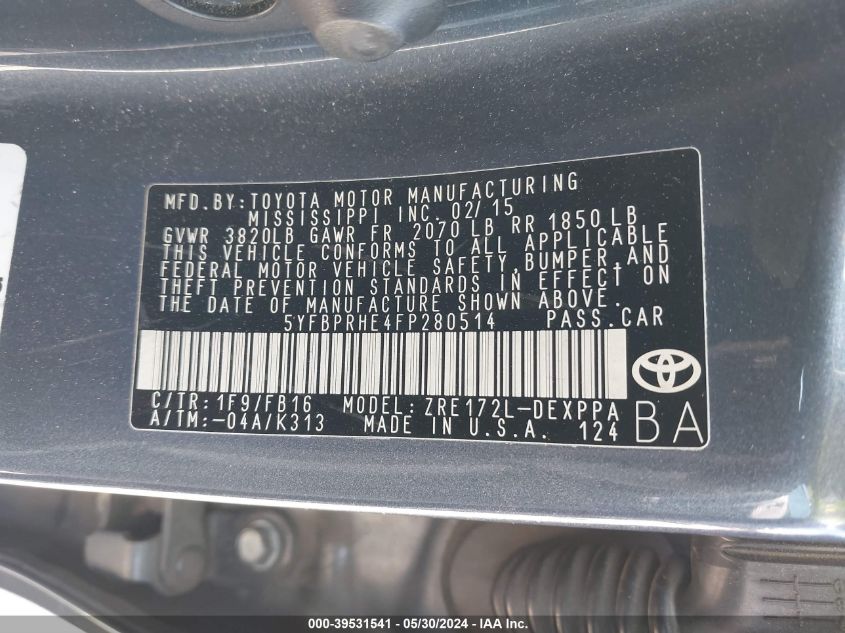 MFD. BY: TOYOTA MOTOR MANUFACTURING
MISSISSIPPI INC. 02/15
GVWR 3820LB GAWR FR 2070 LB RR 1850 LB
THIS VEHICLE CONFORMS TO ALL APPLICABLE
FEDERAL MOTOR VEHICLE SAFETY, BUMPER, AND
THEFT PREVENTION STANDARDS IN EFFECT ON
THE DATE OF MANUFACTURE SHOWN ABOVE.
5YFBPRHE4FP280514 PASS. CAR
C/TR: 1F9/FB16 MODEL: ZRE172L-DEXPPA
A/TM: -04A/K313 MADE IN U.S.A. 124 BA
000-39531541 / 05/30/2024 - IAA Inc.